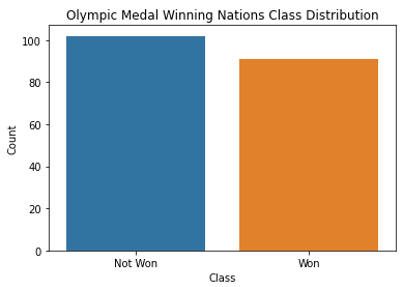 Olympic Medal Winning Nations Class Distribution
100
80
60
40
20
0
Count
Not Won
Won
Class